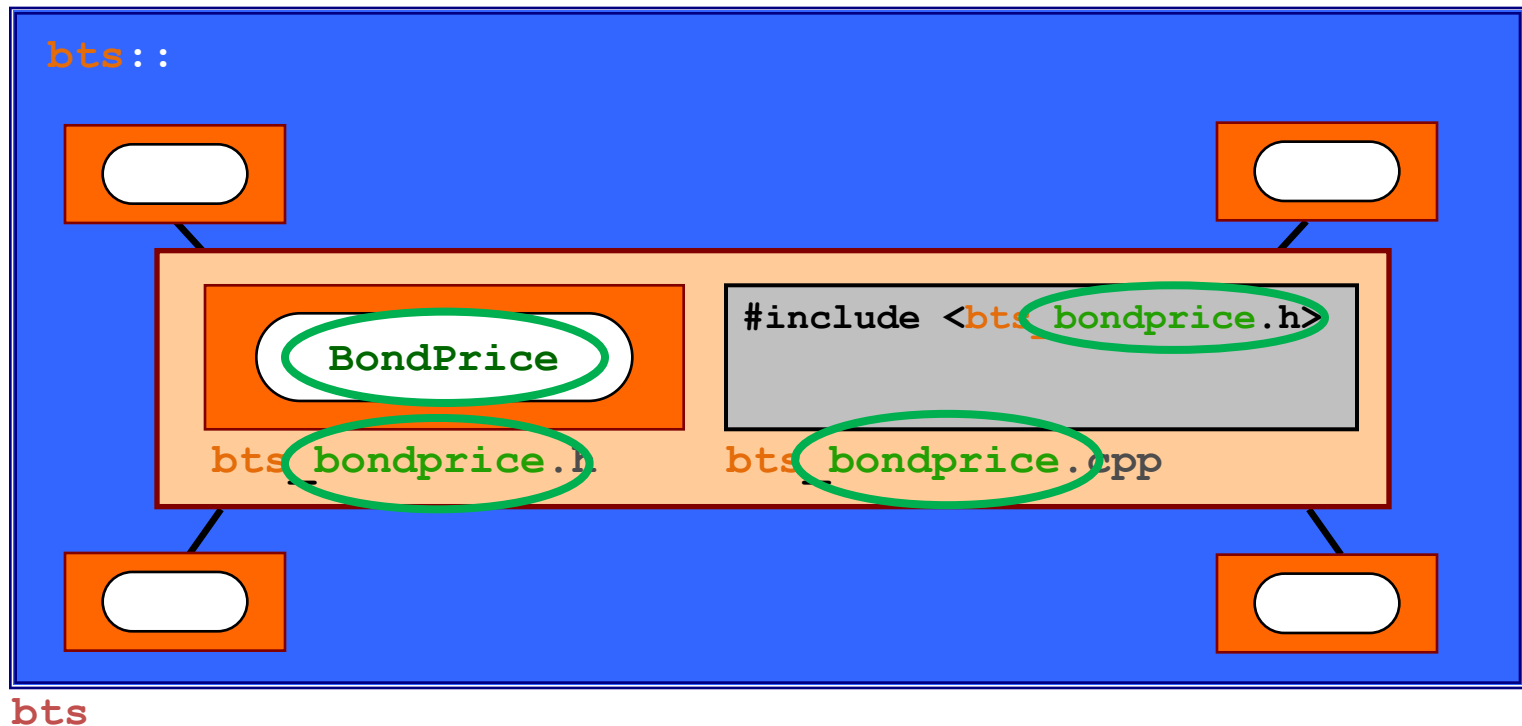 bts::
#include <bts_bondprice.h>
BondPrice
bts_bondprice.h
bts_bondprice.cpp
bts